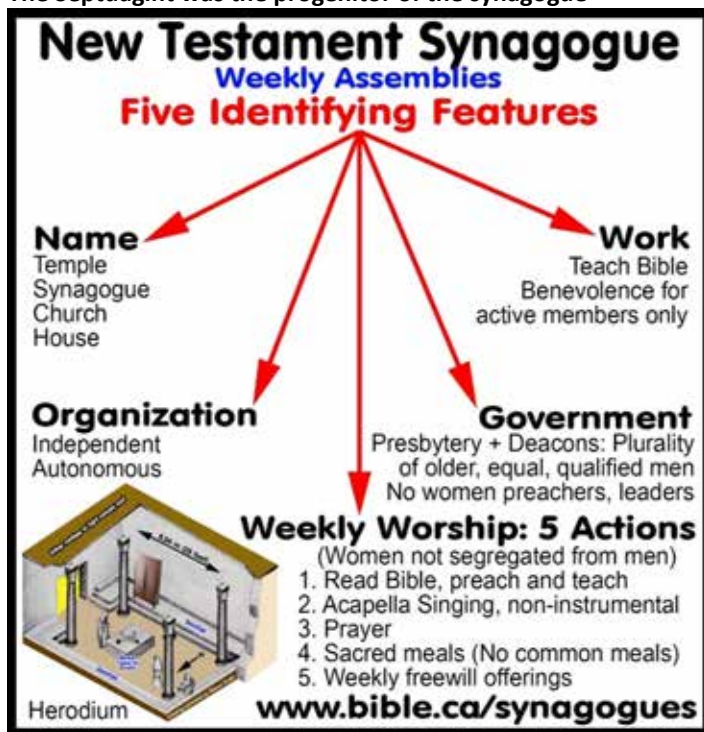 The Septuagint was the progenitor of the synagogue
New Testament Synagogue
Weekly Assemblies
Five Identifying Features
Name
Temple
Synagogue
Church
House
Work
Teach Bible
Benevolence for
active members only
Organization
Independent
Autonomous
Government
Presbytery + Deacons: Plurality
of older, equal, qualified men
No women preachers, leaders
Weekly Worship: 5 Actions
(Women not segregated from men)
1. Read Bible, preach and teach
2. Acapella Singing, non-instrumental
3. Prayer
4. Sacred meals (No common meals)
5. Weekly freewill offerings
Herodium
www.bible.ca/synagogues